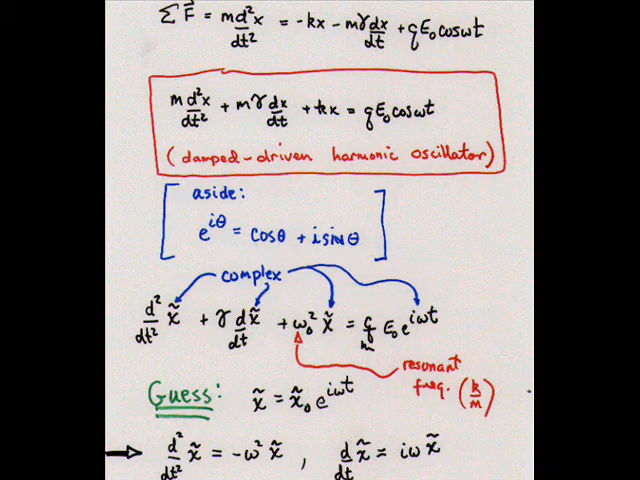 Σ F⃗ = m d²x/dt² = -kx - mγ dx/dt + qE₀cosωt
m d²x/dt² + mγ dx/dt + kx = qE₀cosωt
(damped-driven harmonic oscillator)
aside:
e^{iθ} = cosθ + i sinθ
complex
d²/dt² x̃ + γ d/dt x̃ + ω₀² x̃ = q/m E₀ e^{iωt}
resonant
freq. (k/m)
Guess: x̃ = x̃₀ e^{iωt}
⇒ d²/dt² x̃ = -ω² x̃ , d/dt x̃ = iω x̃